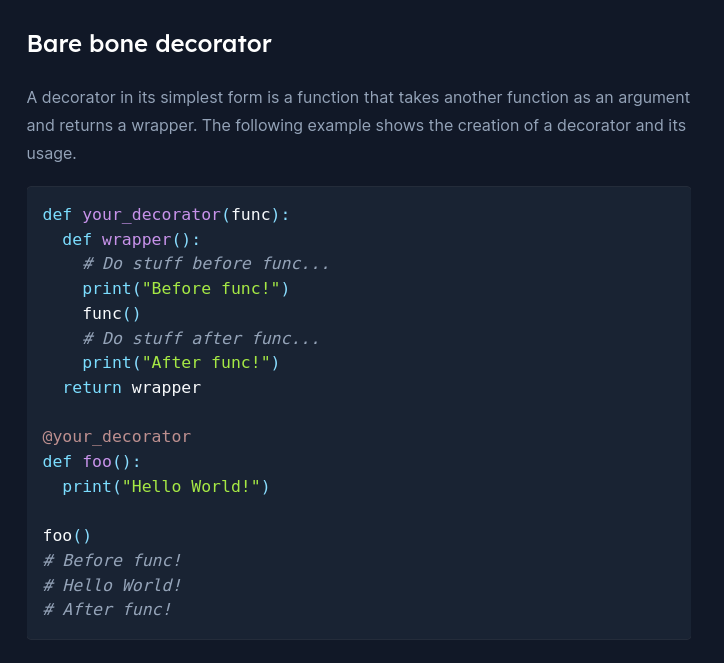 Bare bone decorator
A decorator in its simplest form is a function that takes another function as an argument
and returns a wrapper. The following example shows the creation of a decorator and its
usage.
def your_decorator(func):
  def wrapper():
    # Do stuff before func...
    print("Before func!")
    func()
    # Do stuff after func...
    print("After func!")
  return wrapper

@your_decorator
def foo():
  print("Hello World!")

foo()
# Before func!
# Hello World!
# After func!